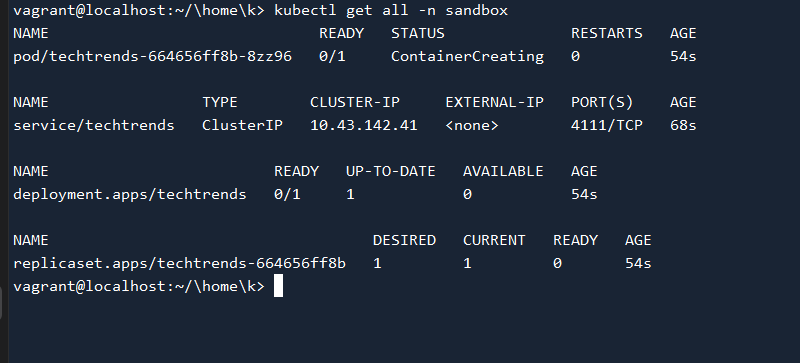 vagrant@localhost:~/\home\k> kubectl get all -n sandbox
NAME READY STATUS RESTARTS AGE
pod/techtrends-664656ff8b-8zz96 0/1 ContainerCreating 0 54s
NAME TYPE CLUSTER-IP EXTERNAL-IP PORT(S) AGE
service/techtrends ClusterIP 10.43.142.41 <none> 4111/TCP 68s
NAME READY UP-TO-DATE AVAILABLE AGE
deployment.apps/techtrends 0/1 1 0 54s
NAME DESIRED CURRENT READY AGE
replicaset.apps/techtrends-664656ff8b 1 1 0 54s
vagrant@localhost:~/\home\k>